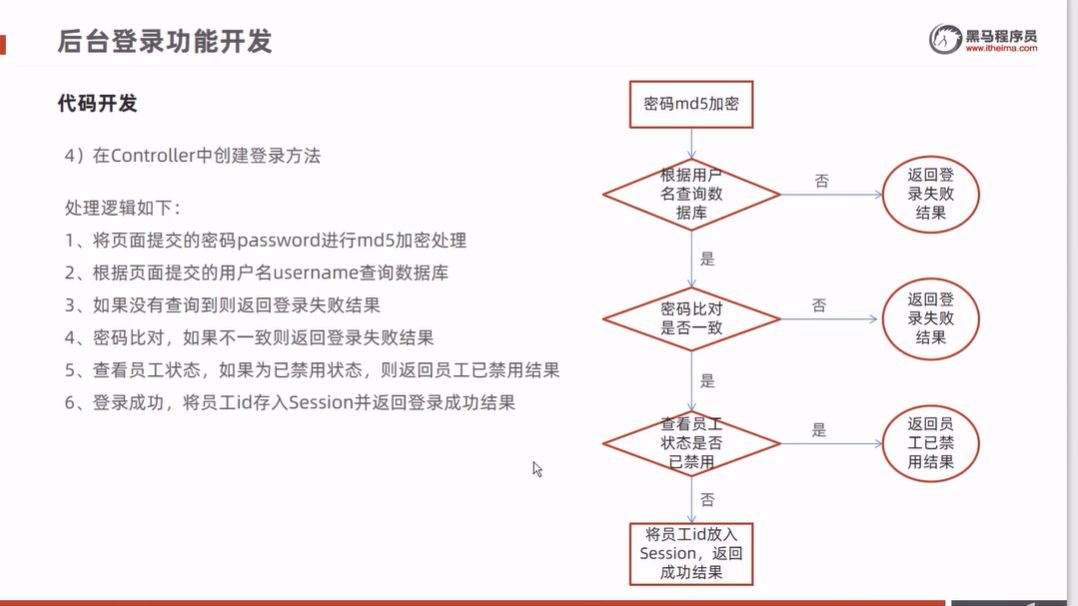 后台登录功能开发
黑马程序员
www.itheima.com
代码开发
4）在Controller中创建登录方法
处理逻辑如下：
1、将页面提交的密码password进行md5加密处理
2、根据页面提交的用户名username查询数据库
3、如果没有查询到则返回登录失败结果
4、密码比对，如果不一致则返回登录失败结果
5、查看员工状态，如果为已禁用状态，则返回员工已禁用结果
6、登录成功，将员工id存入Session并返回登录成功结果
密码md5加密
根据用户
名查询数
据库
否
返回登
录失败
结果
是
密码比对
是否一致
否
返回登
录失败
结果
是
查看员工
状态是否
已禁用
是
返回员
工已禁
用结果
否
将员工id放入
Session，返回
成功结果